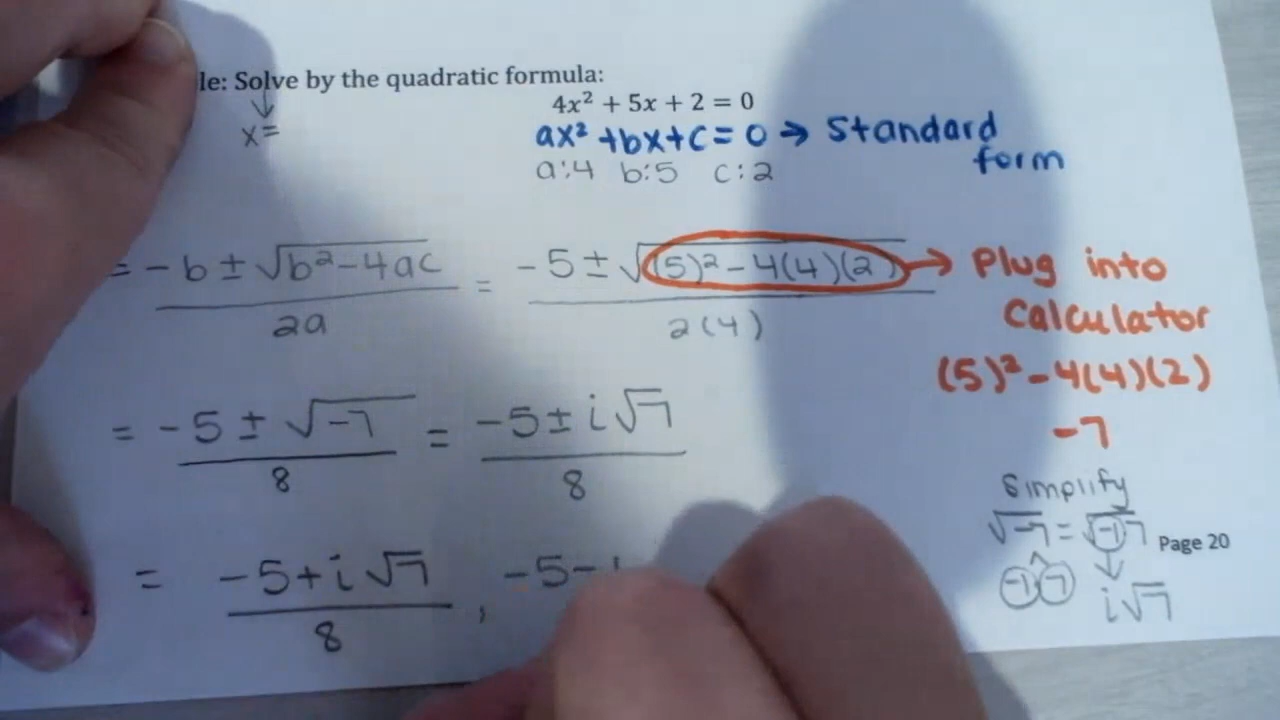 le: Solve by the quadratic formula:
x=
4x² + 5x + 2 = 0
ax² + bx + c = 0 → Standard
form
a:4 b:5 c:2
= -b ± √b²-4ac / 2a = -5 ± √(5)² - 4(4)(2) / 2(4)
→ Plug into
Calculator
(5)² - 4(4)(2)
-7
= -5 ± √-7 / 8 = -5 ± i√7 / 8
Simplify
√-7 = √-1 7
-1 7
i√7
Page 20
= -5 + i√7 / 8 , -5 -